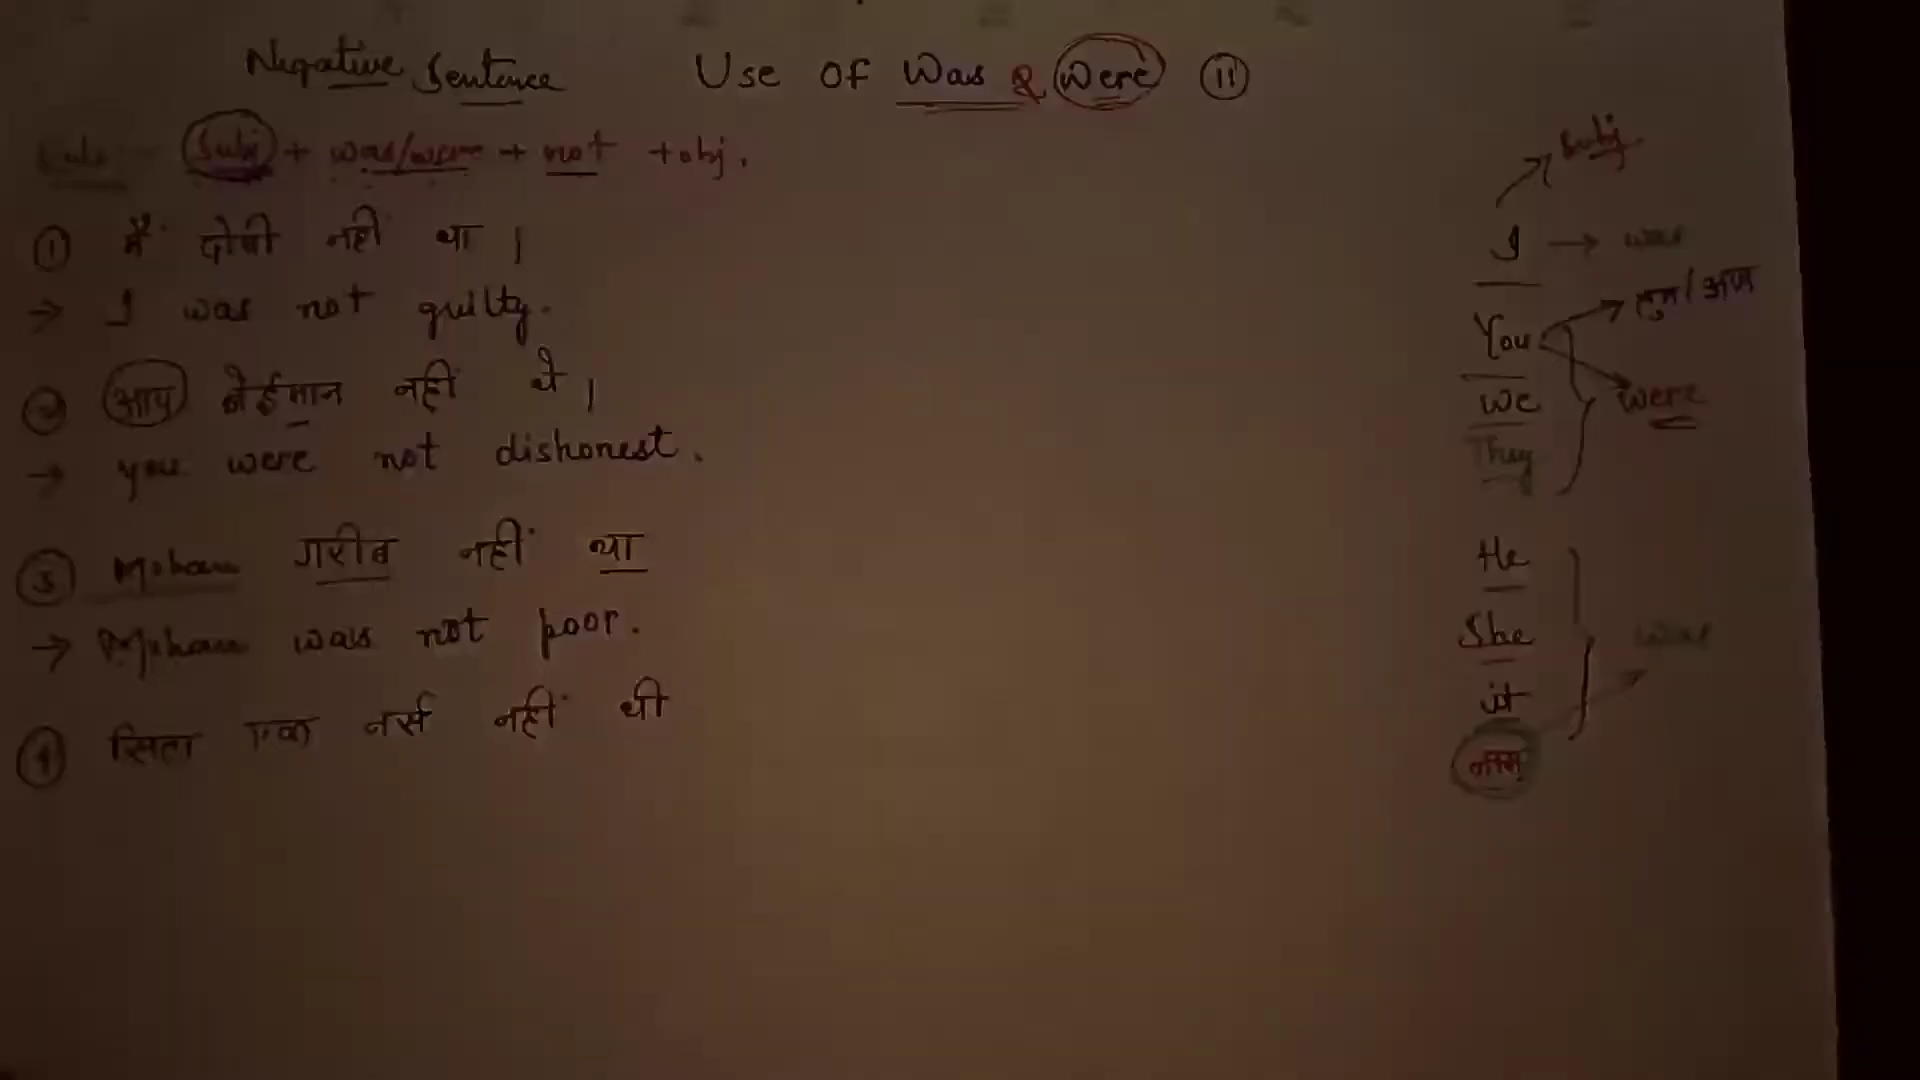 Negative Sentence Use Of Was & Were 11
Rule - Subj + was/were + not + obj.
① मैं दोषी नहीं था।
→ I was not guilty.
② आप बेईमान नहीं थे।
→ you were not dishonest.
③ Mohan गरीब नहीं था
→ Mohan was not poor.
④ सिता एक नर्स नहीं थी
Subj.
I → was
You → तुम/आप
We were
They
He
She was
it
नाम